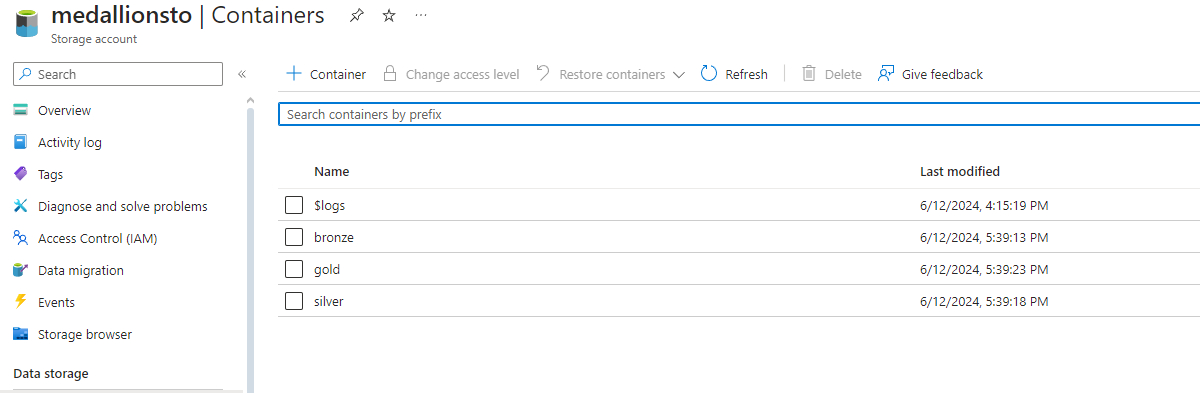 medallionsto | Containers
Storage account
Search
Overview
Activity log
Tags
Diagnose and solve problems
Access Control (IAM)
Data migration
Events
Storage browser
Data storage
Container Change access level Restore containers Refresh Delete Give feedback
Search containers by prefix
Name Last modified
$logs 6/12/2024, 4:15:19 PM
bronze 6/12/2024, 5:39:13 PM
gold 6/12/2024, 5:39:23 PM
silver 6/12/2024, 5:39:18 PM